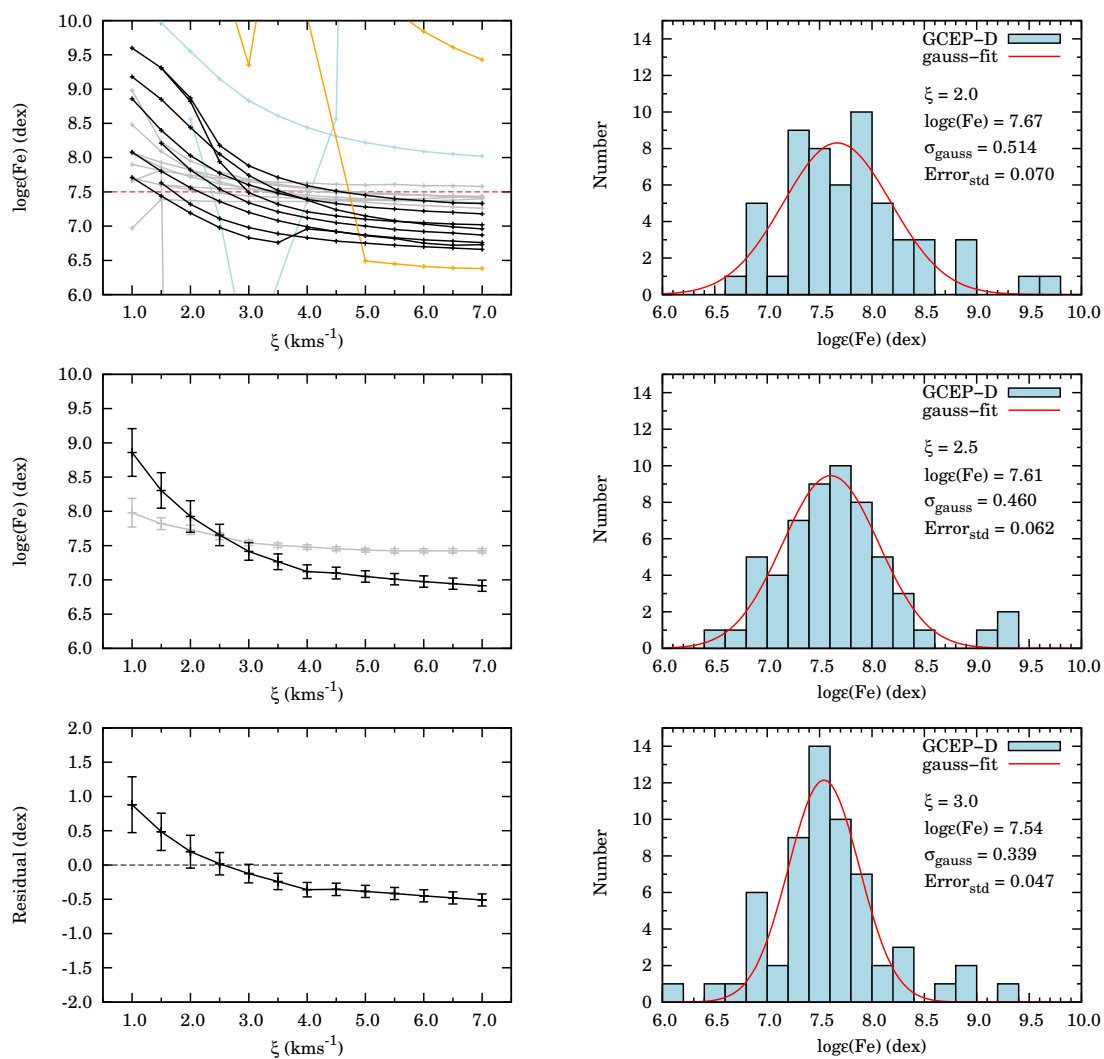 10.0
9.5
9.0
8.5
8.0
7.5
7.0
6.5
6.0
logε(Fe) (dex)
1.0 2.0 3.0 4.0 5.0 6.0 7.0
ξ (kms⁻¹)
14
12
10
8
6
4
2
0
Number
GCEP-D
gauss-fit
ξ = 2.0
logε(Fe) = 7.67
σgauss = 0.514
Errorstd = 0.070
6.0 6.5 7.0 7.5 8.0 8.5 9.0 9.5 10.0
logε(Fe) (dex)
10.0
9.5
9.0
8.5
8.0
7.5
7.0
6.5
6.0
logε(Fe) (dex)
1.0 2.0 3.0 4.0 5.0 6.0 7.0
ξ (kms⁻¹)
14
12
10
8
6
4
2
0
Number
GCEP-D
gauss-fit
ξ = 2.5
logε(Fe) = 7.61
σgauss = 0.460
Errorstd = 0.062
6.0 6.5 7.0 7.5 8.0 8.5 9.0 9.5 10.0
logε(Fe) (dex)
2.0
1.5
1.0
0.5
0.0
-0.5
-1.0
-1.5
-2.0
Residual (dex)
1.0 2.0 3.0 4.0 5.0 6.0 7.0
ξ (kms⁻¹)
14
12
10
8
6
4
2
0
Number
GCEP-D
gauss-fit
ξ = 3.0
logε(Fe) = 7.54
σgauss = 0.339
Errorstd = 0.047
6.0 6.5 7.0 7.5 8.0 8.5 9.0 9.5 10.0
logε(Fe) (dex)